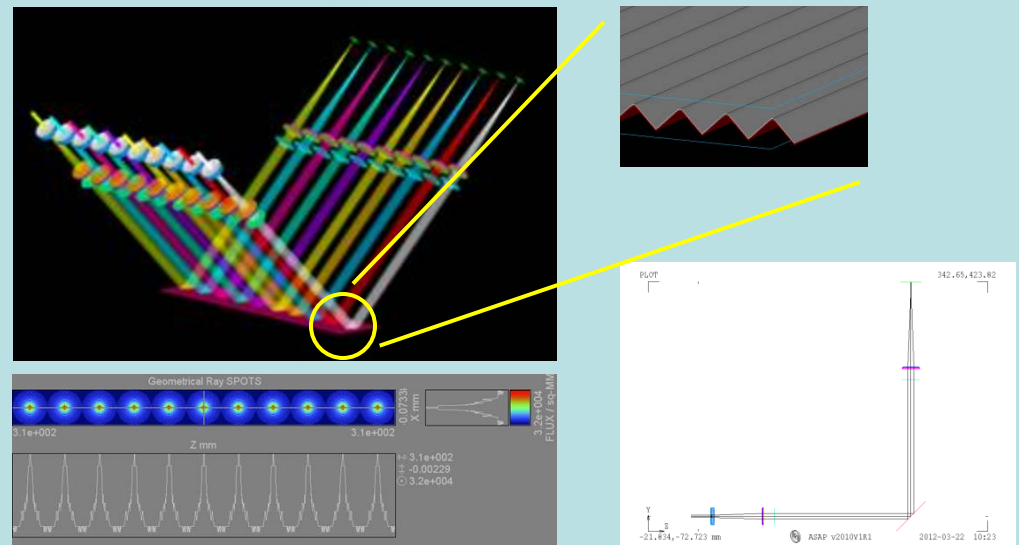 Geometrical Ray SPOTS
-0.0733
X mm
3.2e+004
FLUX / sq-MM
3.1e+002
3.1e+002
Z mm
3.1e+002
-0.00229
3.2e+004
PLOT
342.65,423.82
Y
-21.834,-72.723 mm
ASAP v2010V1R1
2012-03-22 10:23